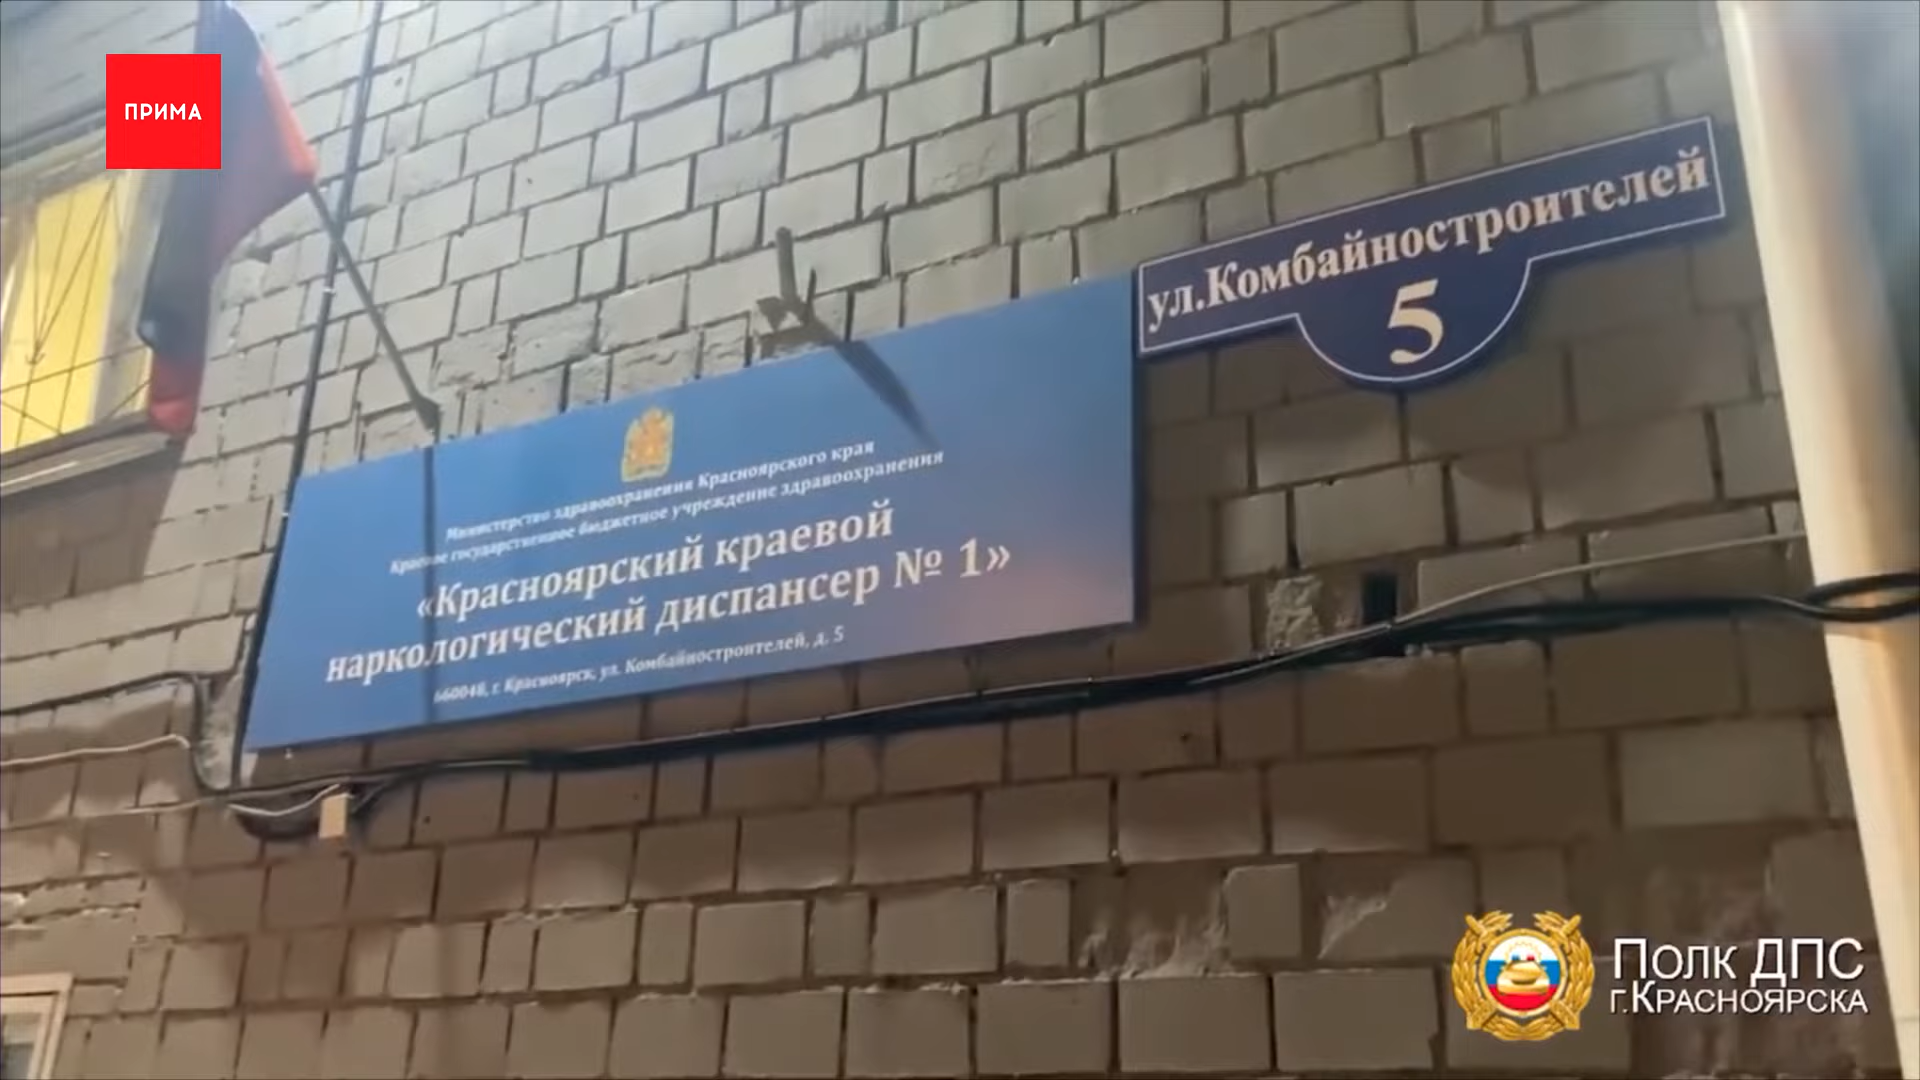 ПРИМА
ул.Комбайностроителей
5
Министерство здравоохранения Красноярского края
Краевое государственное бюджетное учреждение здравоохранения
«Красноярский краевой
наркологический диспансер № 1»
660048, г. Красноярск, ул. Комбайностроителей, д. 5
Полк ДПС
г.Красноярска